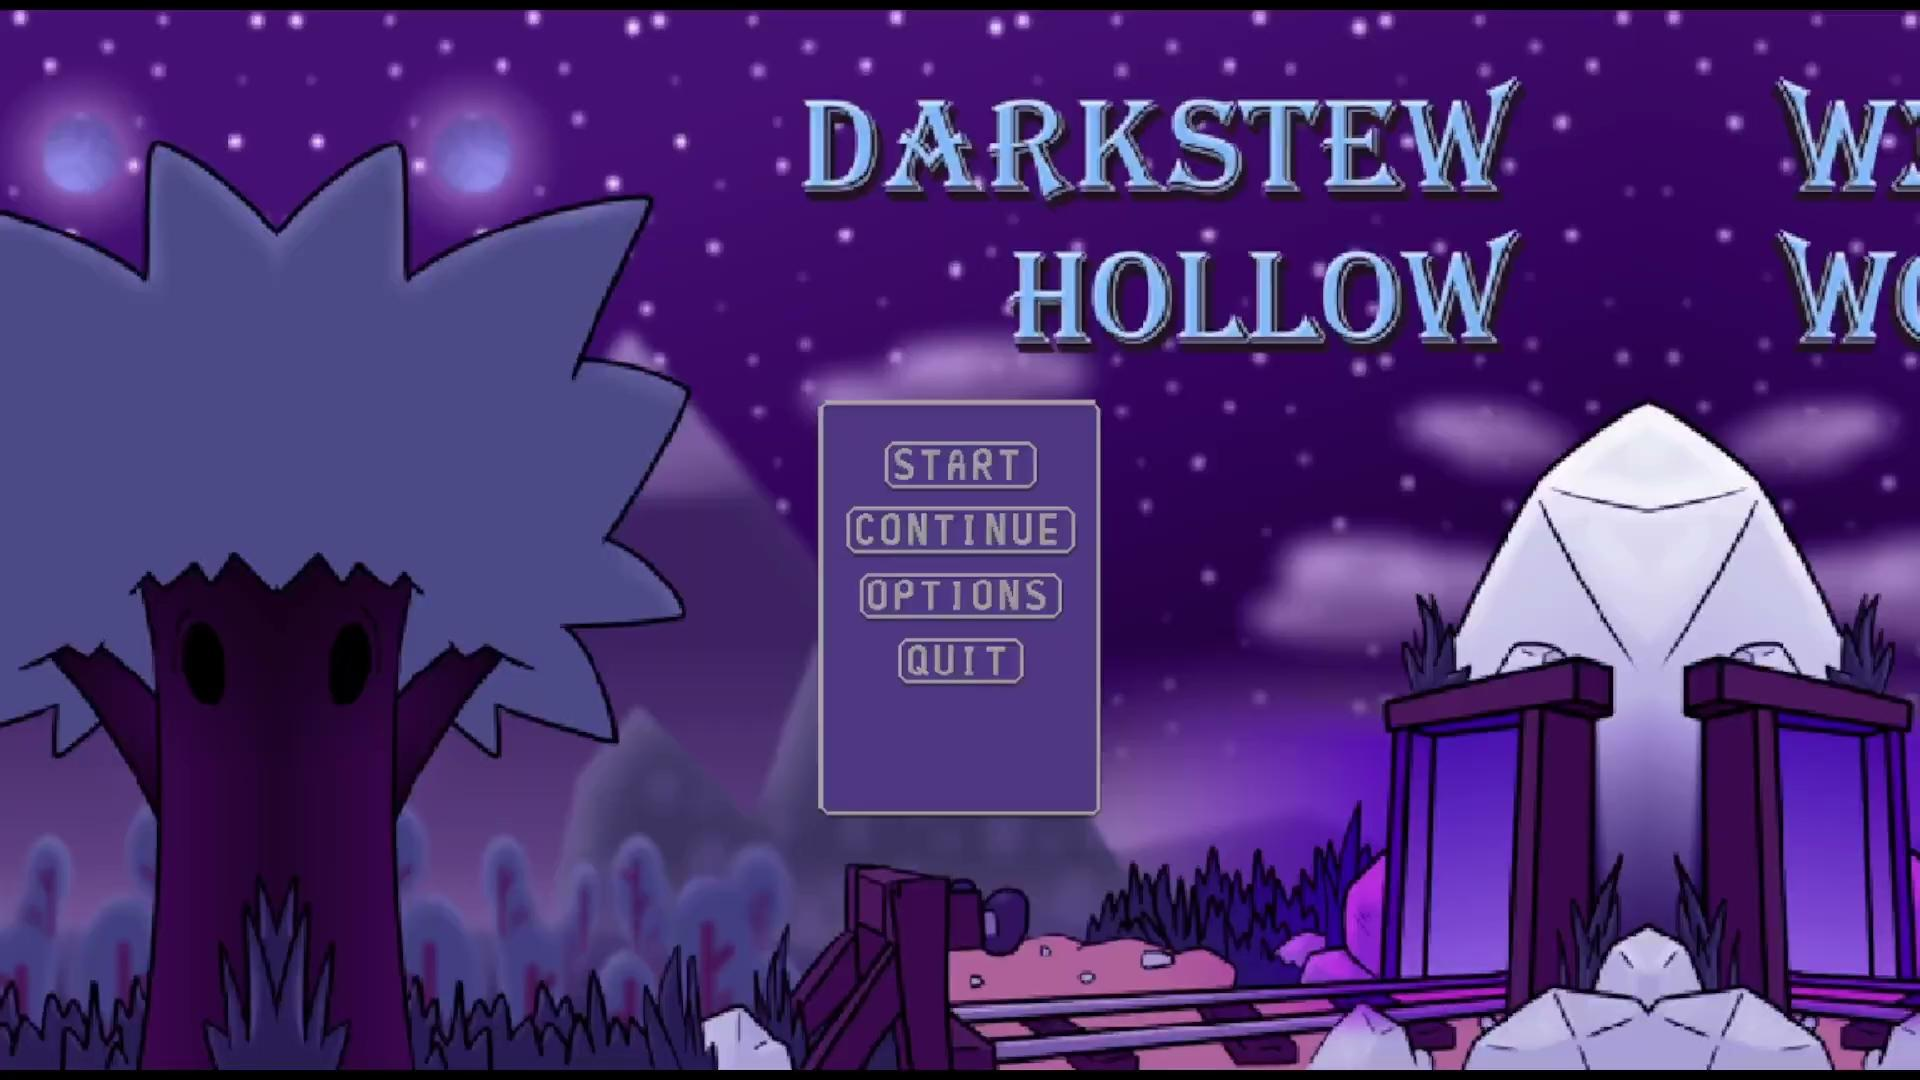 DARKSTEW
HOLLOW
START
CONTINUE
OPTIONS
QUIT